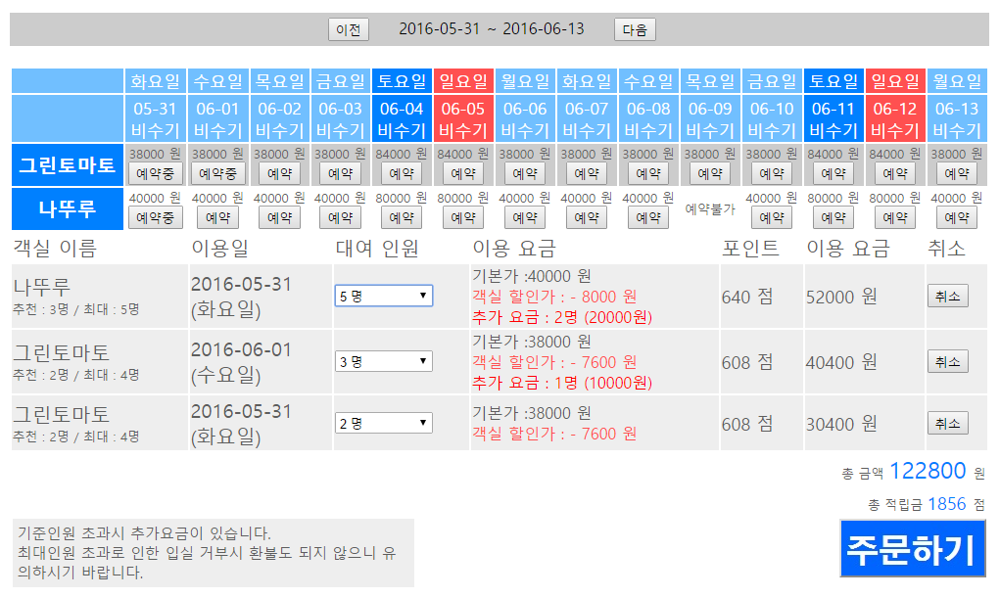 이전 2016-05-31 ~ 2016-06-13 다음
화요일 수요일 목요일 금요일 토요일 일요일 월요일 화요일 수요일 목요일 금요일 토요일 일요일 월요일
05-31 06-01 06-02 06-03 06-04 06-05 06-06 06-07 06-08 06-09 06-10 06-11 06-12 06-13
비수기 비수기 비수기 비수기 비수기 비수기 비수기 비수기 비수기 비수기 비수기 비수기 비수기 비수기
그린토마토
38000 원 38000 원 38000 원 38000 원 84000 원 84000 원 38000 원 38000 원 38000 원 38000 원 38000 원 84000 원 84000 원 38000 원
예약중 예약중 예약 예약 예약 예약 예약 예약 예약 예약 예약 예약 예약 예약
나뚜루
40000 원 40000 원 40000 원 40000 원 80000 원 80000 원 40000 원 40000 원 40000 원 예약불가 40000 원 80000 원 80000 원 40000 원
예약중 예약 예약 예약 예약 예약 예약 예약 예약 예약 예약 예약 예약
객실 이름 이용일 대여 인원 이용 요금 포인트 이용 요금 취소
나뚜루
추천 : 3명 / 최대 : 5명
2016-05-31
(화요일)
5 명
기본가 :40000 원
객실 할인가 : - 8000 원
추가 요금 : 2명 (20000원)
640 점
52000 원
취소
그린토마토
추천 : 2명 / 최대 : 4명
2016-06-01
(수요일)
3 명
기본가 :38000 원
객실 할인가 : - 7600 원
추가 요금 : 1명 (10000원)
608 점
40400 원
취소
그린토마토
추천 : 2명 / 최대 : 4명
2016-05-31
(화요일)
2 명
기본가 :38000 원
객실 할인가 : - 7600 원
608 점
30400 원
취소
총 금액 122800 원
총 적립금 1856 점
기준인원 초과시 추가요금이 있습니다.
최대인원 초과로 인한 입실 거부시 환불도 되지 않으니 유
의하시기 바랍니다.
주문하기